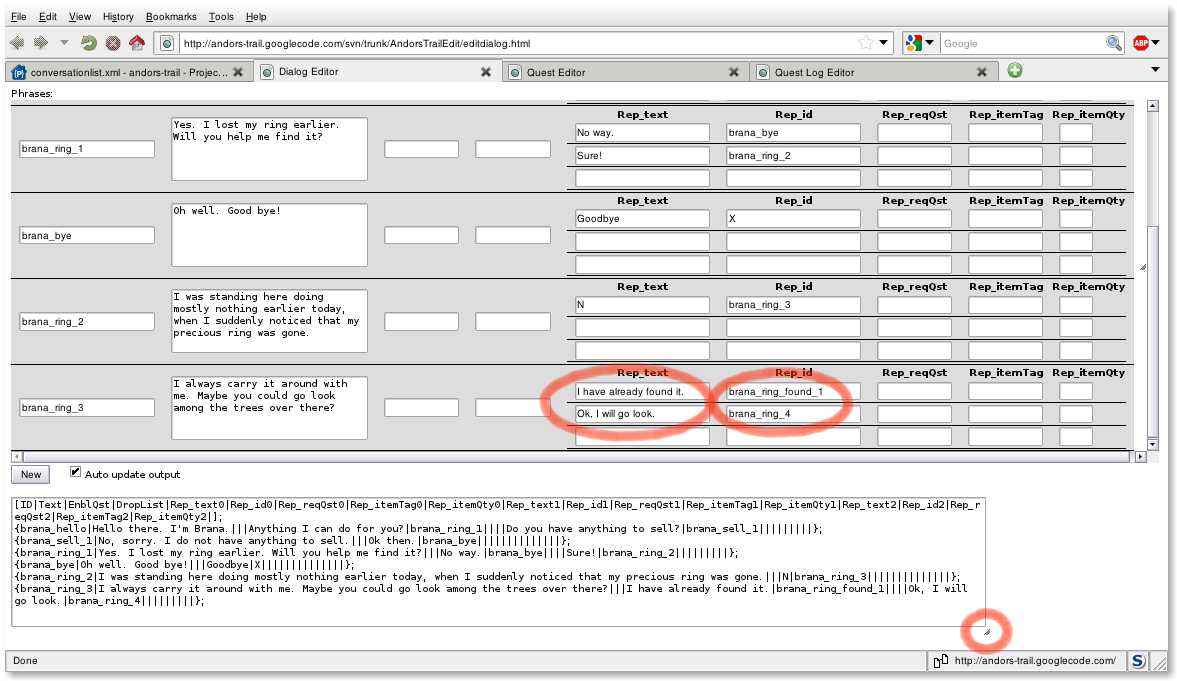 File Edit View History Bookmarks Tools Help
http://andors-trail.googlecode.com/svn/trunk/AndorsTrailEdit/editdialog.html
Google
ABP
conversationlist.xml - andors-trail - Projec...
Dialog Editor
Quest Editor
Quest Log Editor
Phrases:
Rep_text Rep_id Rep_reqQst Rep_itemTag Rep_itemQty
brana_ring_1
Yes. I lost my ring earlier.
Will you help me find it?
No way. brana_bye
Sure! brana_ring_2
Rep_text Rep_id Rep_reqQst Rep_itemTag Rep_itemQty
brana_bye
Oh well. Good bye!
Goodbye X
Rep_text Rep_id Rep_reqQst Rep_itemTag Rep_itemQty
brana_ring_2
I was standing here doing
mostly nothing earlier today,
when I suddenly noticed that my
precious ring was gone.
N brana_ring_3
Rep_text Rep_id Rep_reqQst Rep_itemTag Rep_itemQty
brana_ring_3
I always carry it around with
me. Maybe you could go look
among the trees over there?
I have already found it. brana_ring_found_1
Ok, I will go look. brana_ring_4
New
Auto update output
[ID|Text|EnblQst|DropList|Rep_text0|Rep_id0|Rep_reqQst0|Rep_itemTag0|Rep_itemQty0|Rep_text1|Rep_id1|Rep_reqQst1|Rep_itemTag1|Rep_itemQty1|Rep_text2|Rep_id2|Rep_r
eqQst2|Rep_itemTag2|Rep_itemQty2|];
{brana_hello|Hello there. I'm Brana.|||Anything I can do for you?|brana_ring_1||||Do you have anything to sell?|brana_sell_1|||||||||};
{brana_sell_1|No, sorry. I do not have anything to sell.|||Ok then.|brana_bye||||||||||||||};
{brana_ring_1|Yes. I lost my ring earlier. Will you help me find it?|||No way.|brana_bye||||Sure!|brana_ring_2|||||||||};
{brana_bye|Oh well. Good bye!|||Goodbye|X||||||||||||||};
{brana_ring_2|I was standing here doing mostly nothing earlier today, when I suddenly noticed that my precious ring was gone.|||N|brana_ring_3||||||||||||||};
{brana_ring_3|I always carry it around with me. Maybe you could go look among the trees over there?|||I have already found it.|brana_ring_found_1||||Ok, I will
go look.|brana_ring_4|||||||||};
Done
http://andors-trail.googlecode.com/
S